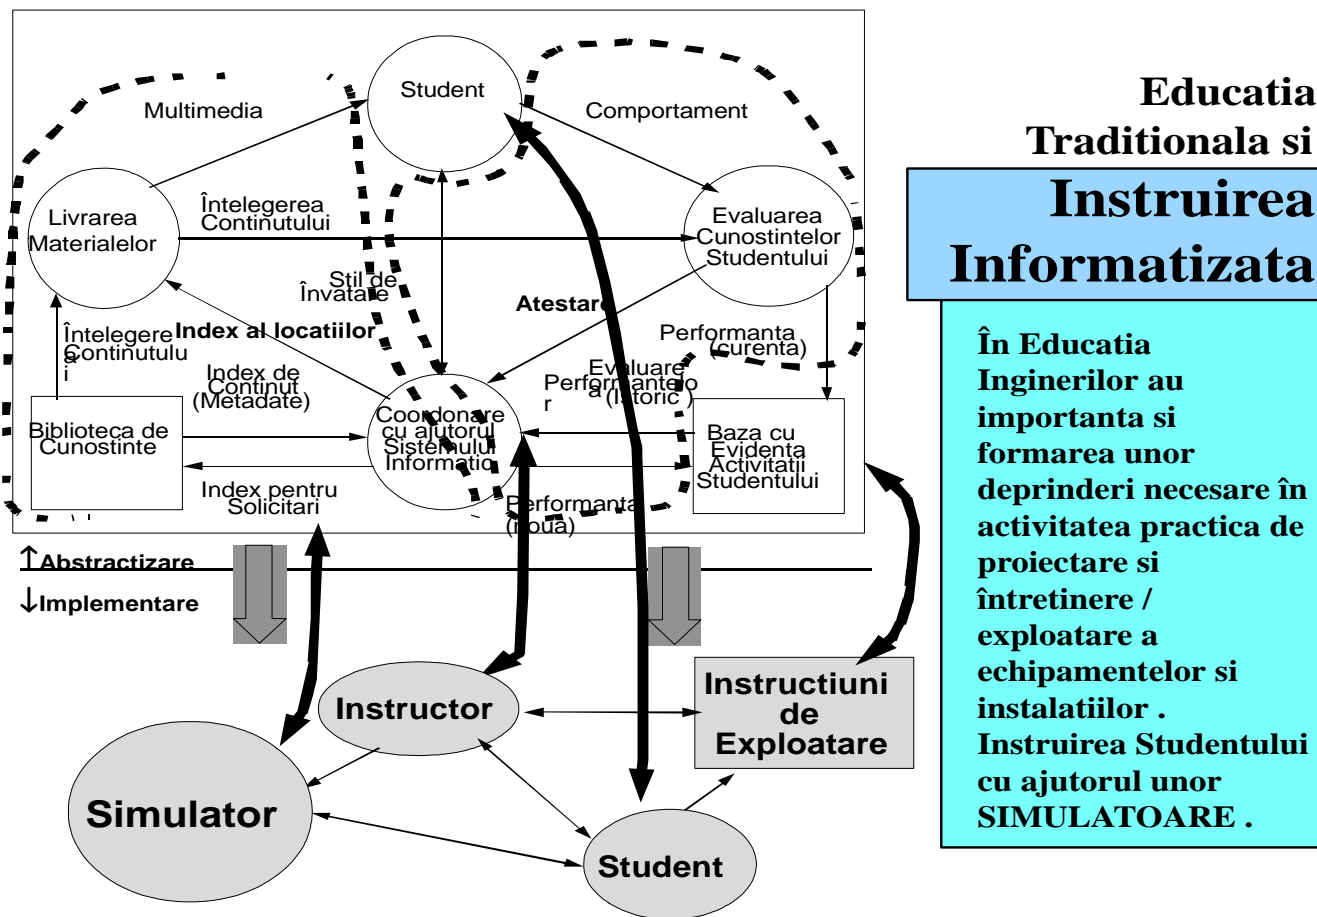 Student
Multimedia
Comportament
Livrarea
Materialelor
Întelegerea
Continutului
Evaluarea
Cunostintelor
Studentului
Stil de
Învatare
Atestare
Index al locatiilor
Întelegere
a
Continutulu
i
Performanta
(curenta)
Index de
Continut
(Metadate)
Evaluare
a
Performantelo
r
(Istoric )
Biblioteca de
Cunostinte
Coordonare
cu ajutorul
Sistemului
Informatic
Baza cu
Evidenta
Activitatii
Studentului
Index pentru
Solicitari
Performanta
(noua)
↑Abstractizare
↓Implementare
Instructor
Instructiuni
de
Exploatare
Simulator
Student
Educatia
Traditionala si
Instruirea
Informatizata
În Educatia
Inginerilor au
importanta si
formarea unor
deprinderi necesare în
activitatea practica de
proiectare si
întretinere /
exploatare a
echipamentelor si
instalatiilor .
Instruirea Studentului
cu ajutorul unor
SIMULATOARE .